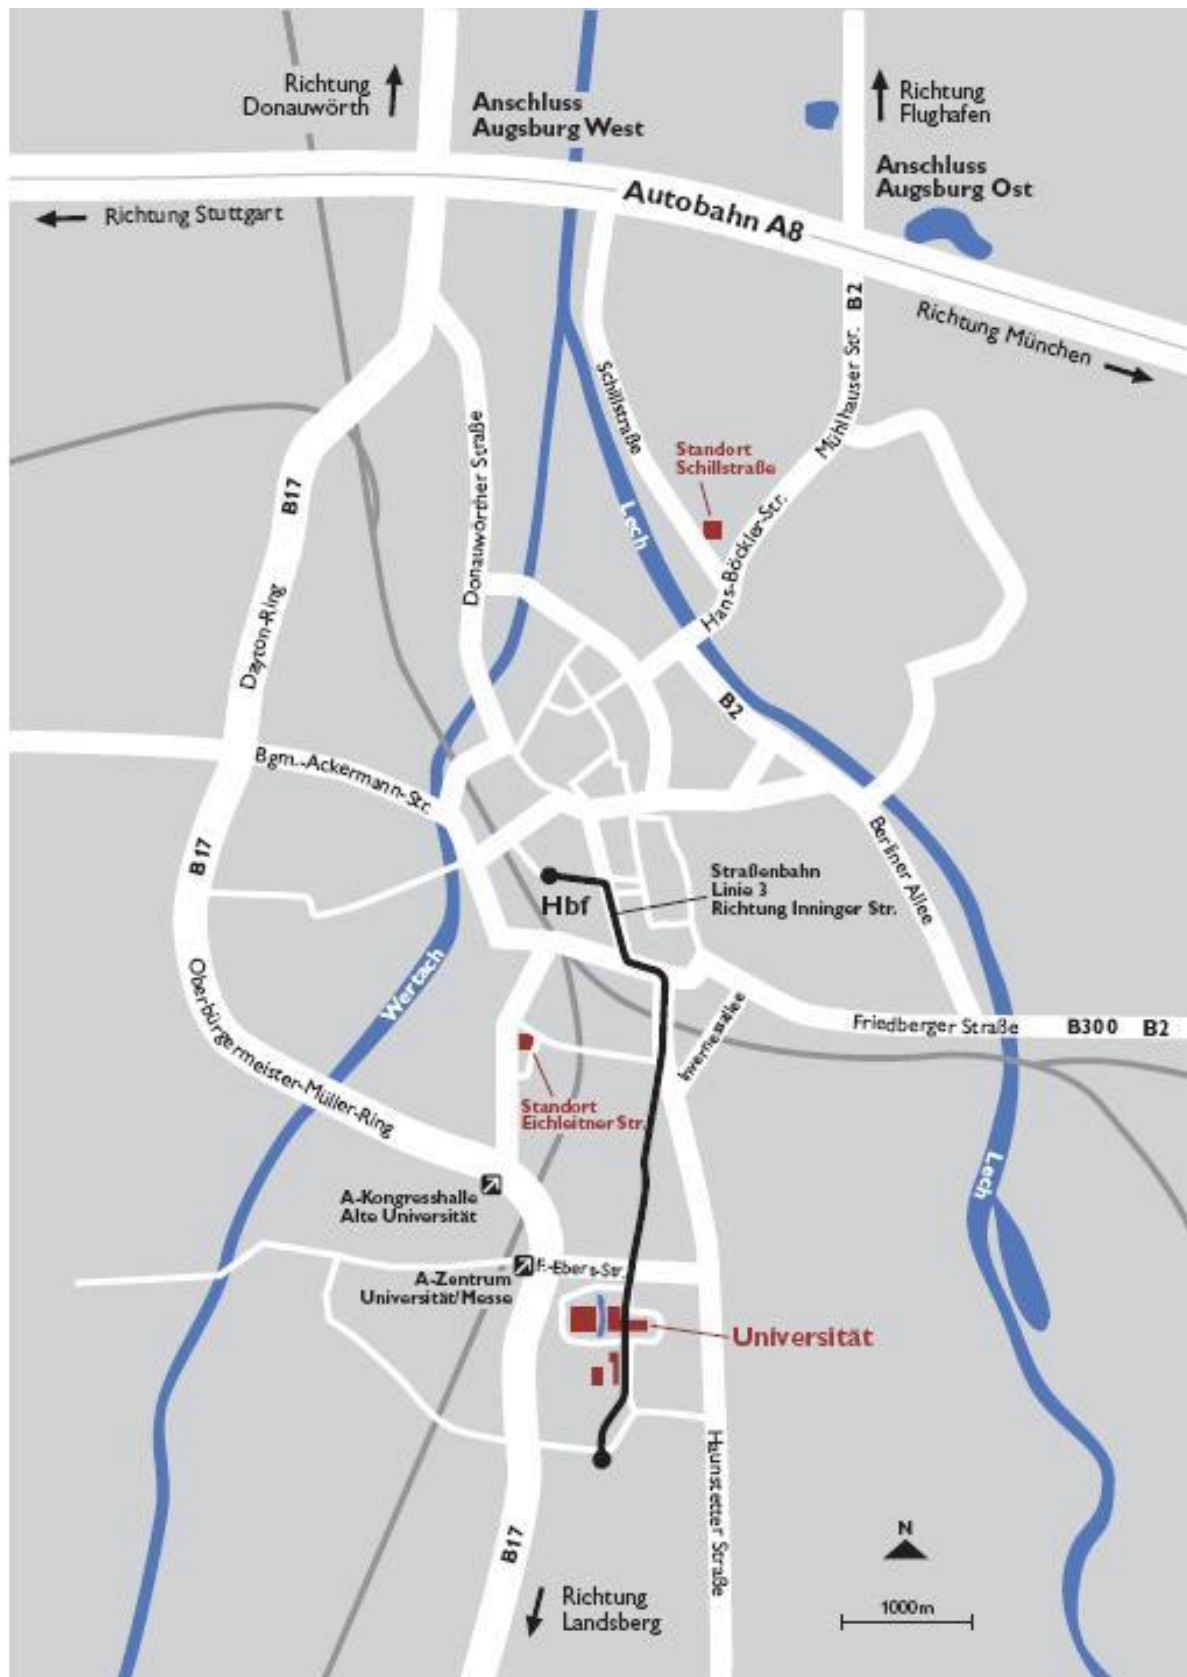 Richtung
Donauwörth
Anschluss
Augsburg West
Richtung
Flughafen
Anschluss
Augsburg Ost
Autobahn A8
Richtung Stuttgart
Richtung München
B2
Mühlhauser Str.
Schillstraße
Standort
Schillstraße
Donauwörther Straße
B17
Lech
Hans-Böckler-Str.
Dayton-Ring
B2
Bgm.-Ackermann-Str.
B17
Berliner Allee
Straßenbahn
Linie 3
Richtung Inninger Str.
Hbf
Wertach
Oberbürgermeister-Müller-Ring
Invernessallee
Friedberger Straße
B300
B2
Standort
Eichleitner Str.
Lech
A-Kongresshalle
Alte Universität
F.-Ebers-Str.
A-Zentrum
Universität/Messe
Universität
Haunstetter Straße
B17
N
1000m
Richtung
Landsberg